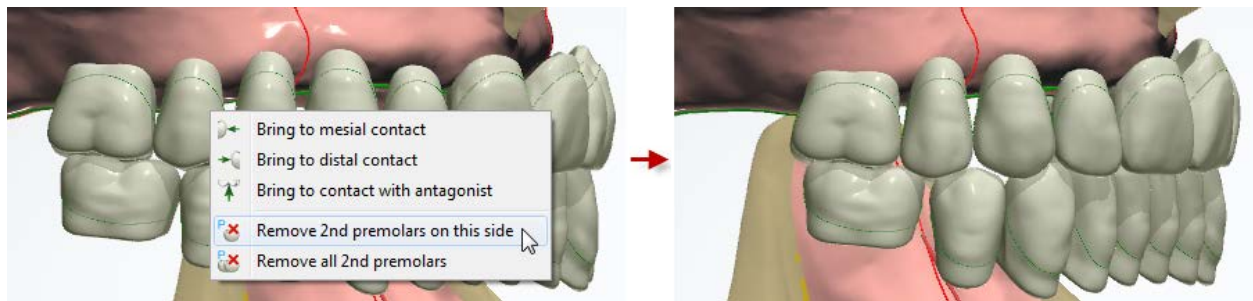 Bring to mesial contact
Bring to distal contact
Bring to contact with antagonist
P
Remove 2nd premolars on this side
P
Remove all 2nd premolars